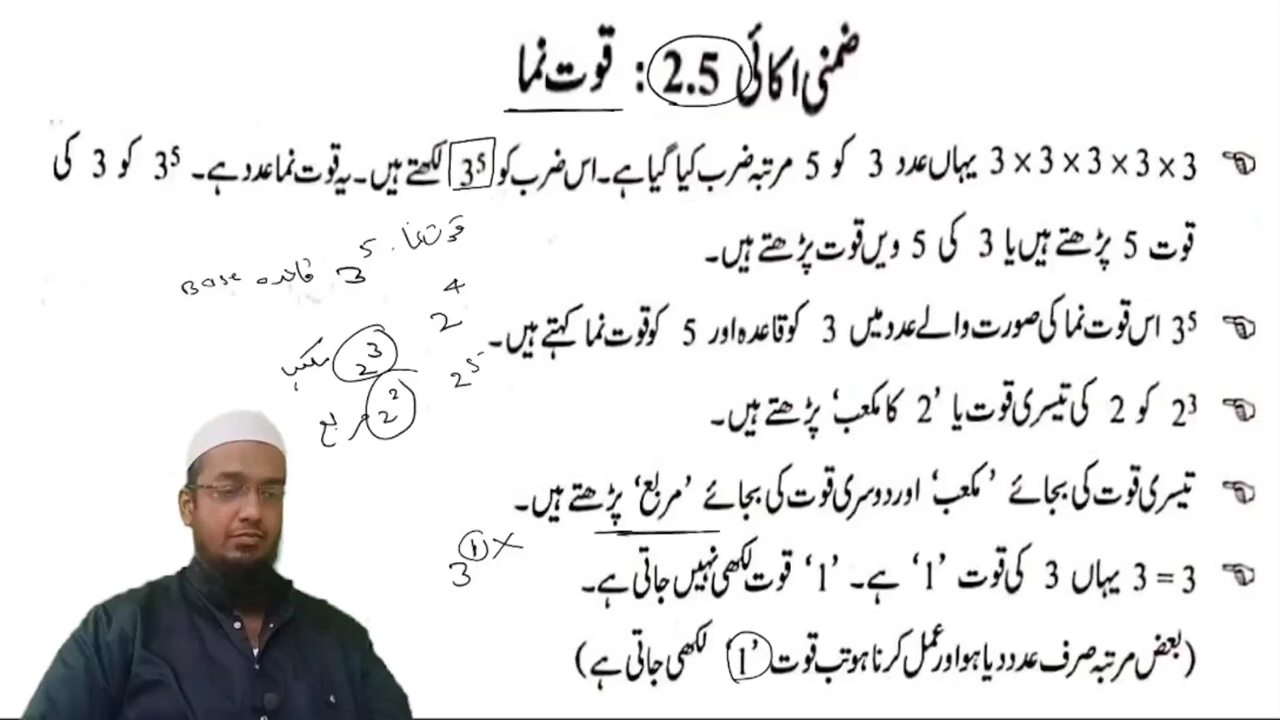 ضمنی اکائی 2.5 : قوت نما
3 × 3 × 3 × 3 × 3 یہاں عدد 3 کو 5 مرتبہ ضرب کیا گیا ہے۔ اس ضرب کو 3⁵ لکھتے ہیں۔ یہ قوت نما عدد ہے۔ 3⁵ کو 3 کی
قوت 5 پڑھتے ہیں یا 3 کی 5 ویں قوت پڑھتے ہیں۔
قوت نما
3⁵ قائدہ Base
3⁵ اس قوت نما کی صورت والے عدد میں 3 کو قاعدہ اور 5 کو قوت نما کہتے ہیں۔
2⁴
2³ مکعب
2⁵
2² مربع
2³ کو 2 کی تیسری قوت یا ’2 کا مکعب‘ پڑھتے ہیں۔
تیسری قوت کی بجائے ’مکعب‘ اور دوسری قوت کی بجائے ’مربع‘ پڑھتے ہیں۔
3¹ ×
3 = 3 یہاں 3 کی قوت ’1‘ ہے۔ ’1‘ قوت لکھی نہیں جاتی ہے۔
(بعض مرتبہ صرف عدد دیا ہو اور عمل کرنا ہو تب قوت ’1‘ لکھی جاتی ہے)